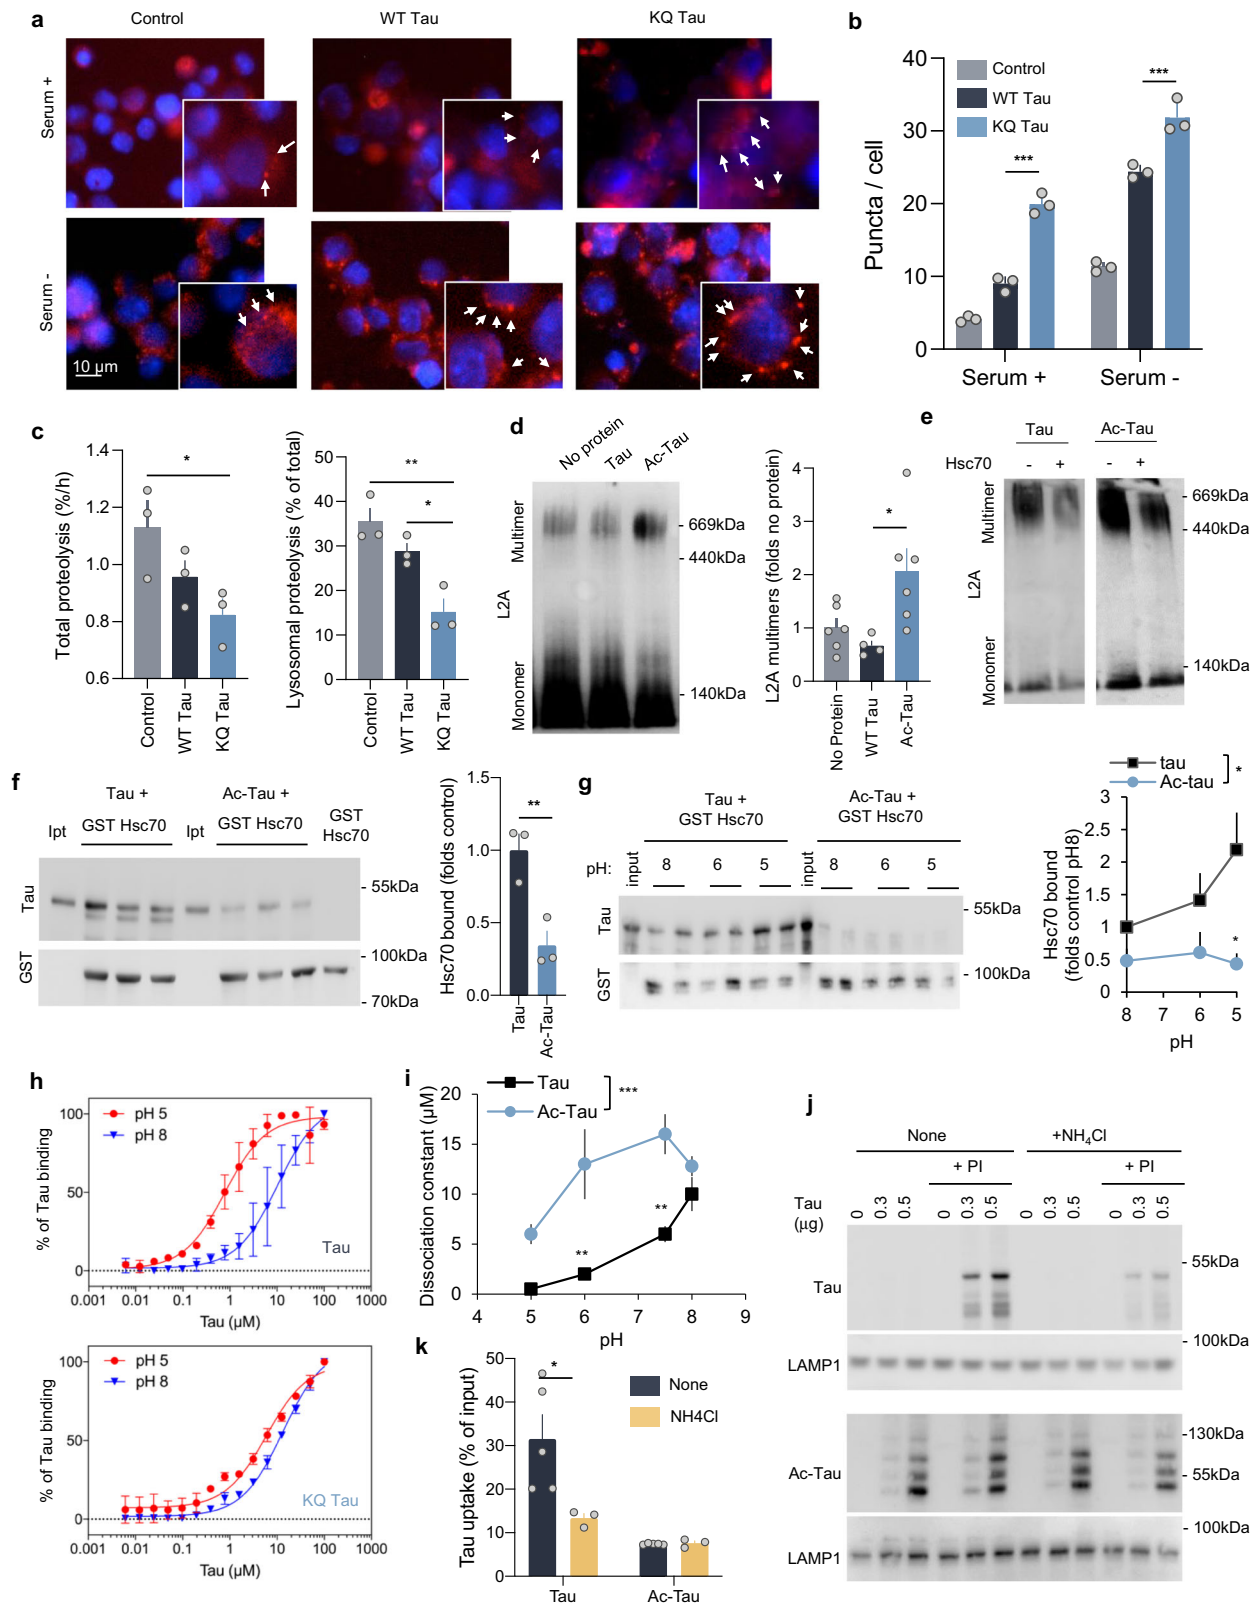 a
Control
WT Tau
KQ Tau
Serum +
Serum -
10 µm
b
Puncta / cell
40
30
20
10
0
Control
WT Tau
KQ Tau
***
***
Serum +
Serum -
c
Total proteolysis (%/h)
1.4
1.2
1.0
0.8
0.6
*
Control
WT Tau
KQ Tau
Lysosomal proteolysis (% of total)
50
40
30
20
10
0
**
*
Control
WT Tau
KQ Tau
d
No protein
Tau
Ac-Tau
Multimer
L2A
Monomer
- 669kDa
- 440kDa
- 140kDa
L2A multimers (folds no protein)
4
3
2
1
0
*
No Protein
WT Tau
Ac-Tau
e
Tau
Ac-Tau
Hsc70
- + - +
Multimer
L2A
Monomer
- 669kDa
- 440kDa
- 140kDa
f
Tau +
Ac-Tau +
GST
Ipt
GST Hsc70
Ipt
GST Hsc70
Hsc70
Tau
GST
- 55kDa
- 100kDa
- 70kDa
Hsc70 bound (folds control)
1.5
1.0
0.5
0.0
**
Tau
Ac-Tau
g
Tau +
GST Hsc70
Ac-Tau +
GST Hsc70
pH:
input
8 6 5
input
8 6 5
Tau
GST
- 55kDa
- 100kDa
tau
Ac-tau
*
Hsc70 bound
(folds control pH8)
3
2.5
2
1.5
1
0.5
0
*
8 7 6 5
pH
h
pH 5
pH 8
% of Tau binding
100
50
0
Tau
0.001 0.01 0.1 1 10 100 1000
Tau (µM)
pH 5
pH 8
% of Tau binding
100
50
0
KQ Tau
0.001 0.01 0.1 1 10 100 1000
Tau (µM)
i
Tau
Ac-Tau
***
Dissociation constant (µM)
20
15
10
5
0
**
**
4 5 6 7 8 9
pH
j
None
+NH4Cl
+ PI
+ PI
Tau
(µg)
0 0.3 0.5 0 0.3 0.5 0 0.3 0.5 0 0.3 0.5
Tau
- 55kDa
- 100kDa
LAMP1
Ac-Tau
-130kDa
-55kDa
- 100kDa
LAMP1
k
Tau uptake (% of input)
50
40
30
20
10
0
*
None
NH4Cl
Tau
Ac-Tau